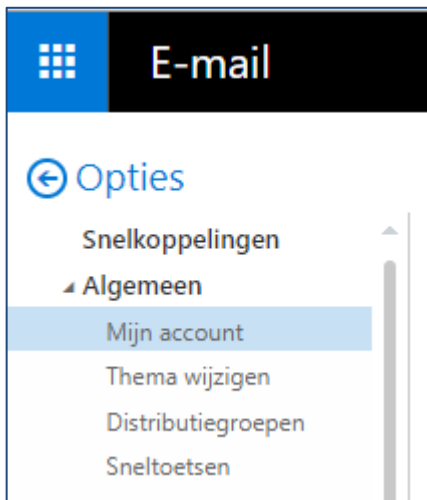 E-mail
Opties
Snelkoppelingen
Algemeen
Mijn account
Thema wijzigen
Distributiegroepen
Sneltoetsen